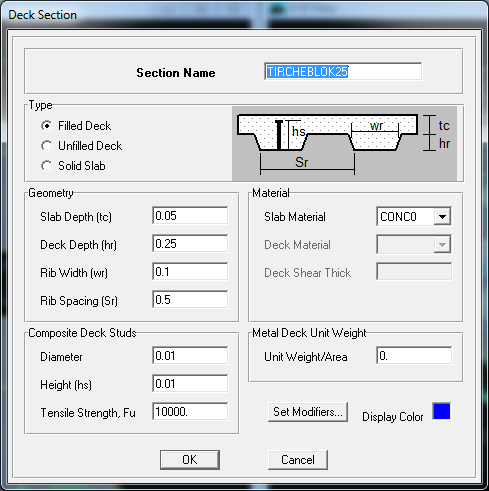 Deck Section
Section Name TIRCHEBLOK25
Type
Filled Deck
Unfilled Deck
Solid Slab
hs wr tc
hr
Sr
Geometry
Slab Depth (tc) 0.05
Deck Depth (hr) 0.25
Rib Width (wr) 0.1
Rib Spacing (Sr) 0.5
Material
Slab Material CONC0
Deck Material
Deck Shear Thick
Composite Deck Studs
Diameter 0.01
Height (hs) 0.01
Tensile Strength, Fu 10000.
Metal Deck Unit Weight
Unit Weight/Area 0.
Set Modifiers... Display Color
OK Cancel